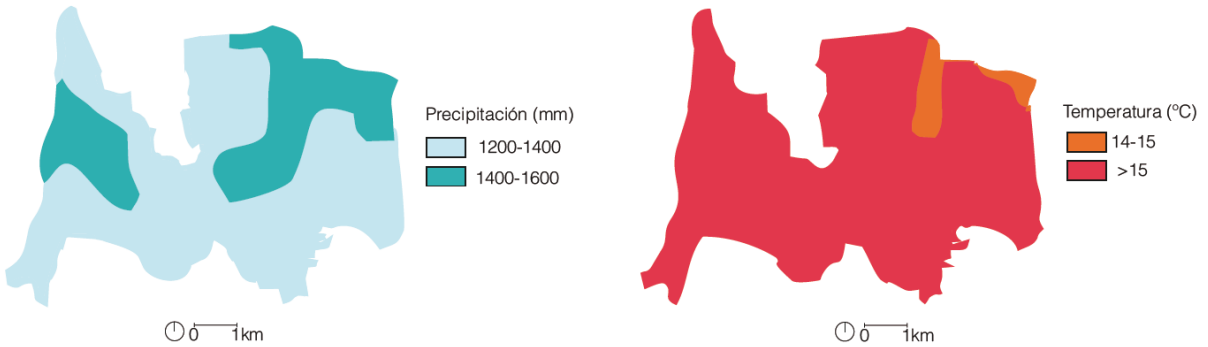 Precipitación (mm)
1200-1400
1400-1600
0 1km
Temperatura (ºC)
14-15
>15
0 1km